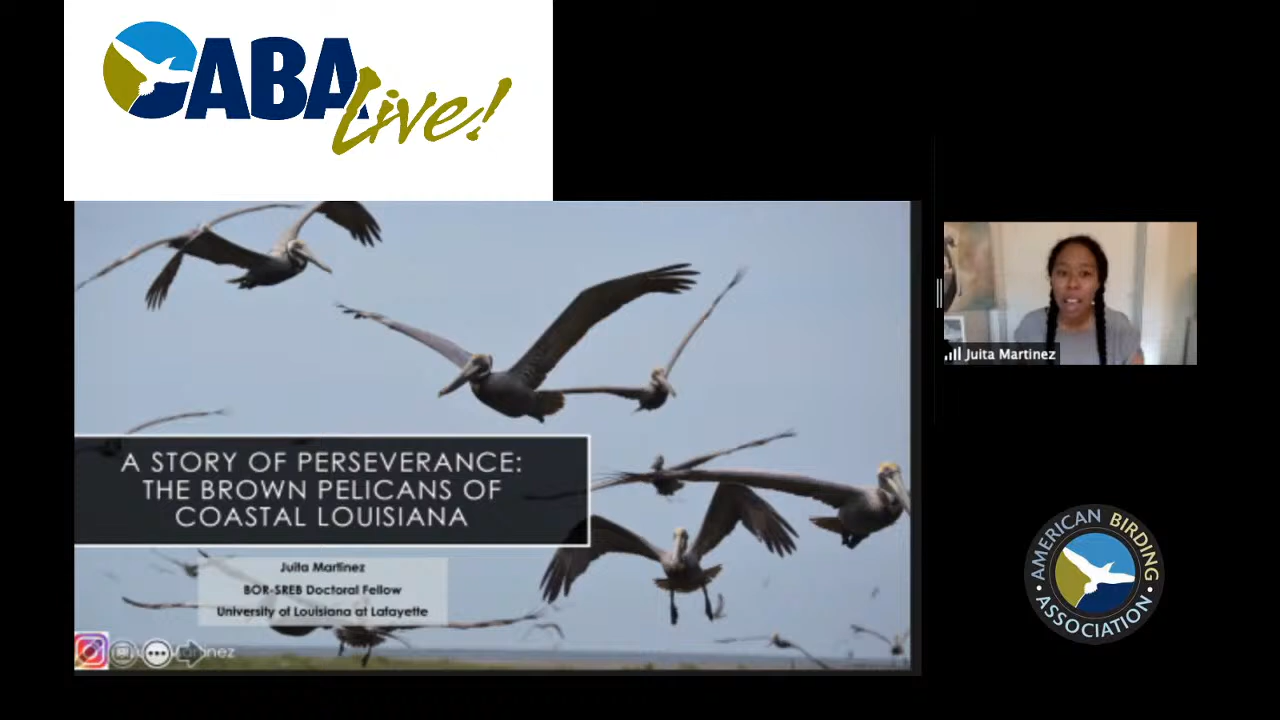 ABA
Live!
Juita Martinez
A STORY OF PERSEVERANCE:
THE BROWN PELICANS OF
COASTAL LOUISIANA
Juita Martinez
BOR-SREB Doctoral Fellow
University of Louisiana at Lafayette
AMERICAN BIRDING
ASSOCIATION